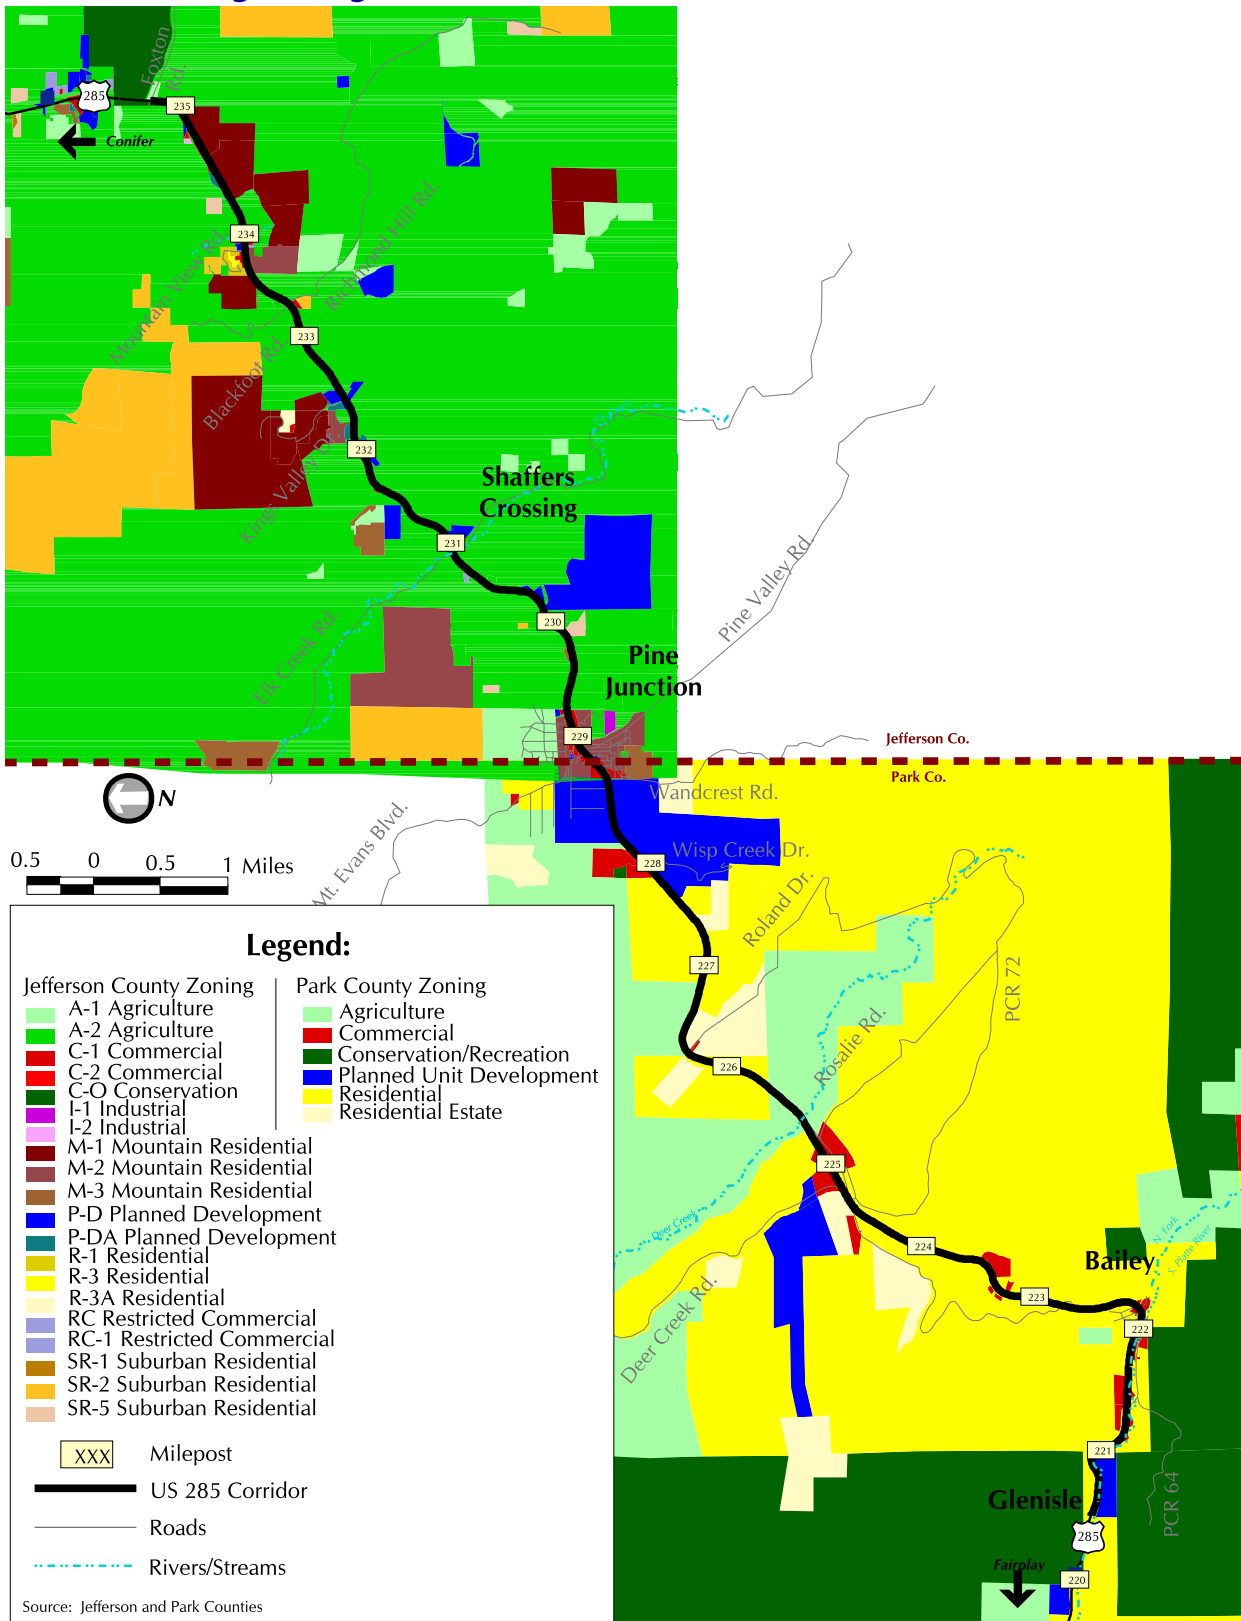 Foxton
Rd.
285
235
Conifer
234
Mountain View Rd.
Richmond Hill Rd.
233
Blackfoot Rd.
232
Kings Valley Dr.
Shaffers
Crossing
231
Pine Valley Rd.
230
Elk Creek Rd.
Pine
Junction
229
Jefferson Co.
Park Co.
N
Wandcrest Rd.
0.5 0 0.5 1 Miles
Mt. Evans Blvd.
Wisp Creek Dr.
228
Roland Dr.
227
PCR 72
Rosalie Rd.
226
225
Deer Creek
224
N. Fork
S. Platte River
Bailey
Deer Creek Rd.
223
222
221
PCR 64
Glenisle
285
Fairplay
220
Legend:
Jefferson County Zoning
A-1 Agriculture
A-2 Agriculture
C-1 Commercial
C-2 Commercial
C-O Conservation
I-1 Industrial
I-2 Industrial
M-1 Mountain Residential
M-2 Mountain Residential
M-3 Mountain Residential
P-D Planned Development
P-DA Planned Development
R-1 Residential
R-3 Residential
R-3A Residential
RC Restricted Commercial
RC-1 Restricted Commercial
SR-1 Suburban Residential
SR-2 Suburban Residential
SR-5 Suburban Residential
Park County Zoning
Agriculture
Commercial
Conservation/Recreation
Planned Unit Development
Residential
Residential Estate
XXX Milepost
US 285 Corridor
Roads
Rivers/Streams
Source: Jefferson and Park Counties